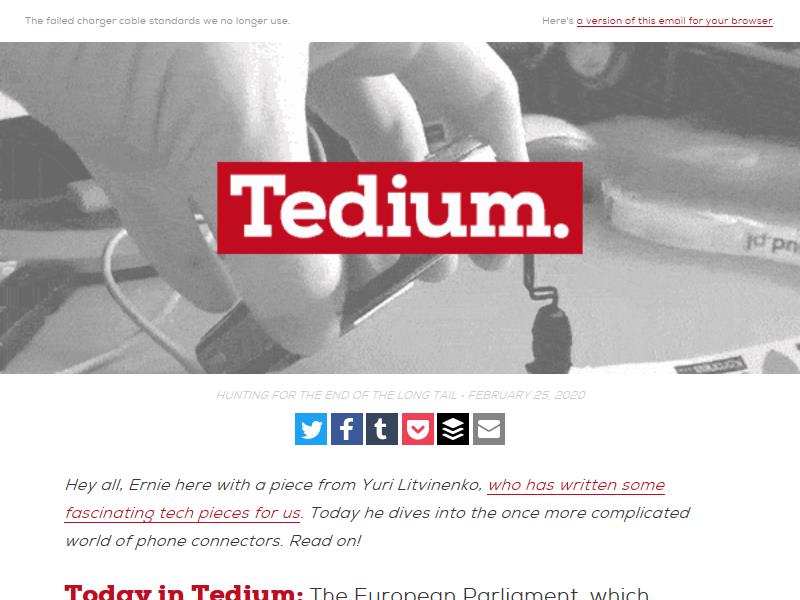 The failed charger cable standards we no longer use.
Here's a version of this email for your browser.
Tedium.
HUNTING FOR THE END OF THE LONG TAIL • FEBRUARY 25, 2020
Hey all, Ernie here with a piece from Yuri Litvinenko, who has written some
fascinating tech pieces for us. Today he dives into the once more complicated
world of phone connectors. Read on!
Today in Tedium: The European Parliament, which